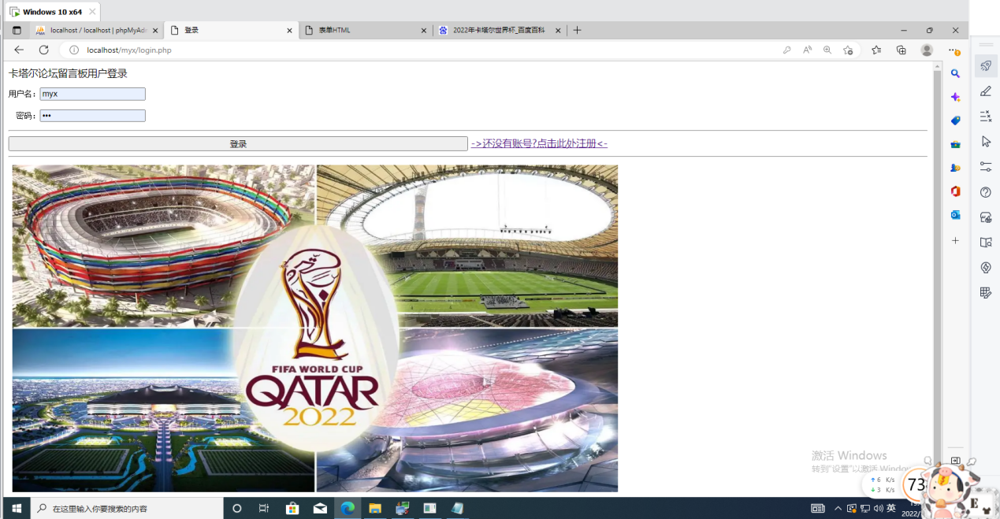 Windows 10 x64
localhost / localhost | phpMyAd
登录
表单HTML
2022年卡塔尔世界杯_百度百科
localhost/myx/login.php
卡塔尔论坛留言板用户登录
用户名: myx
密码: •••
登录 ->还没有账号?点击此处注册<-
FIFA WORLD CUP
QATAR
2022
激活 Windows
转到"设置"以激活 Windo
↑ 6 K/s
↓ 3 K/s
73
在这里输入你要搜索的内容
英
2022/
E